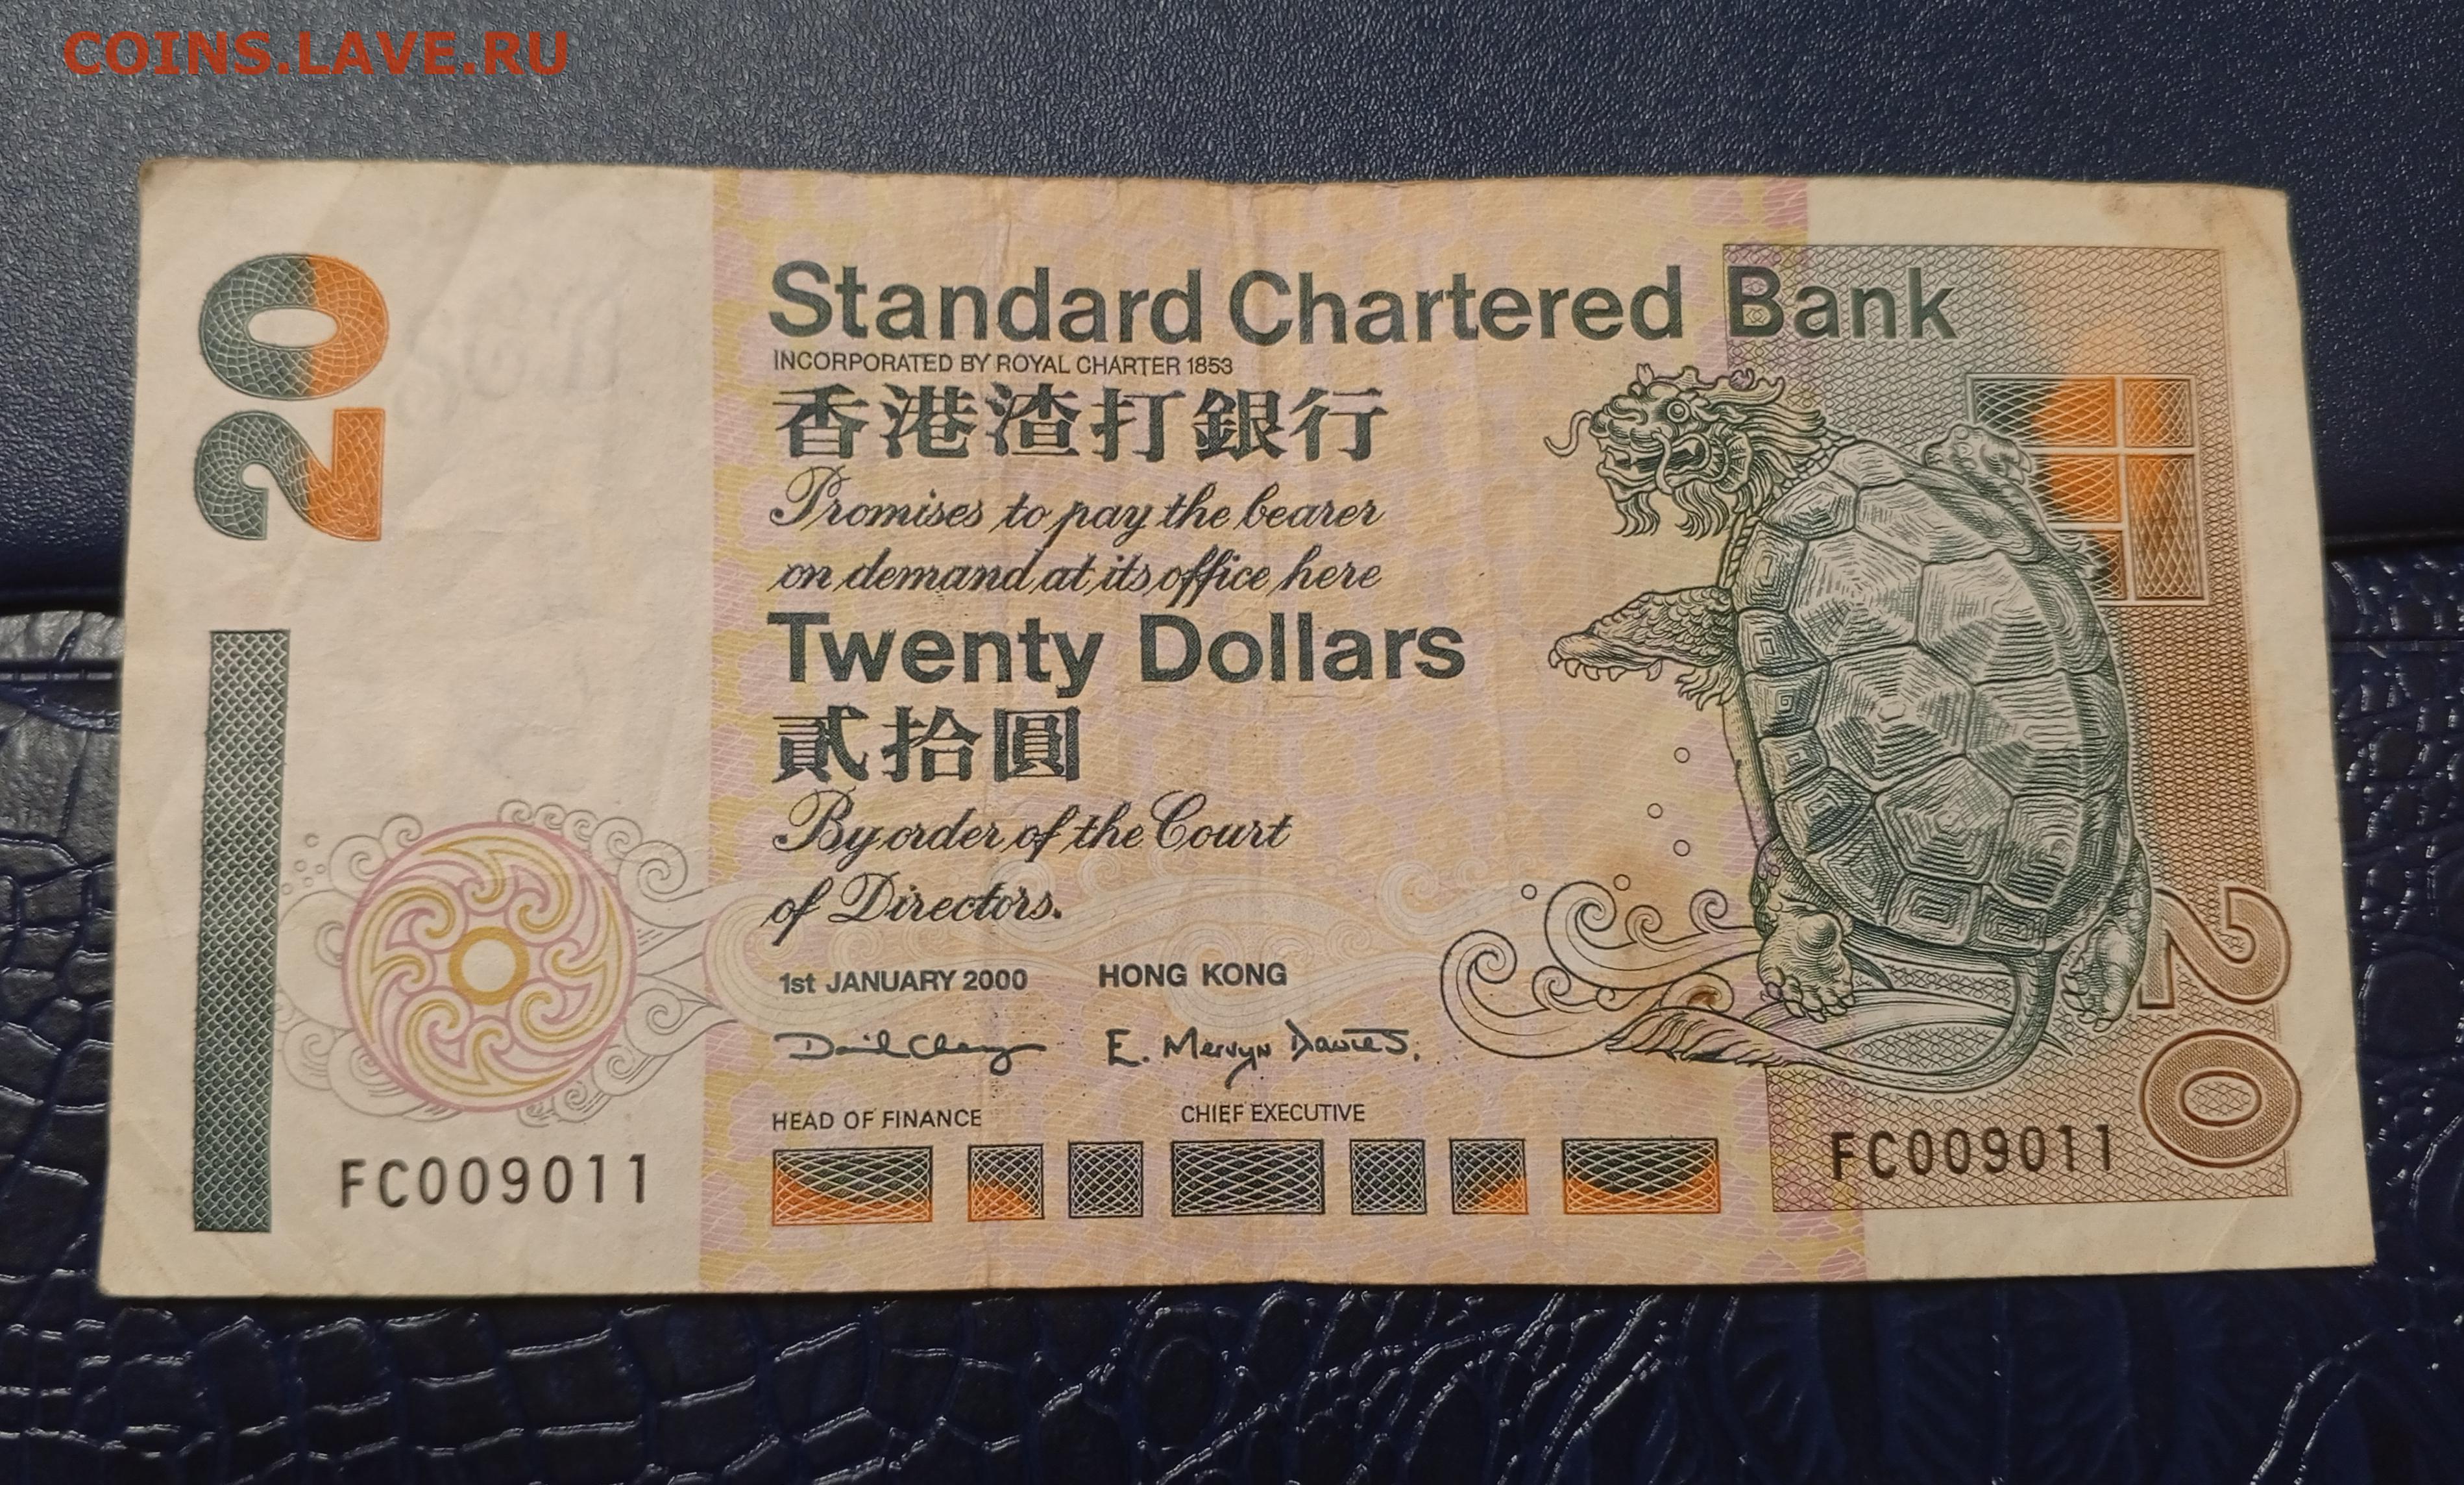 COINS.LAVE.RU
20
Standard Chartered Bank
INCORPORATED BY ROYAL CHARTER 1853
香港渣打銀行
Promises to pay the bearer
on demand at its office here
Twenty Dollars
貳拾圓
By order of the Court
of Directors.
1st JANUARY 2000 HONG KONG
David Chang E. Mervyn Davies.
HEAD OF FINANCE CHIEF EXECUTIVE
FC009011
FC009011
20